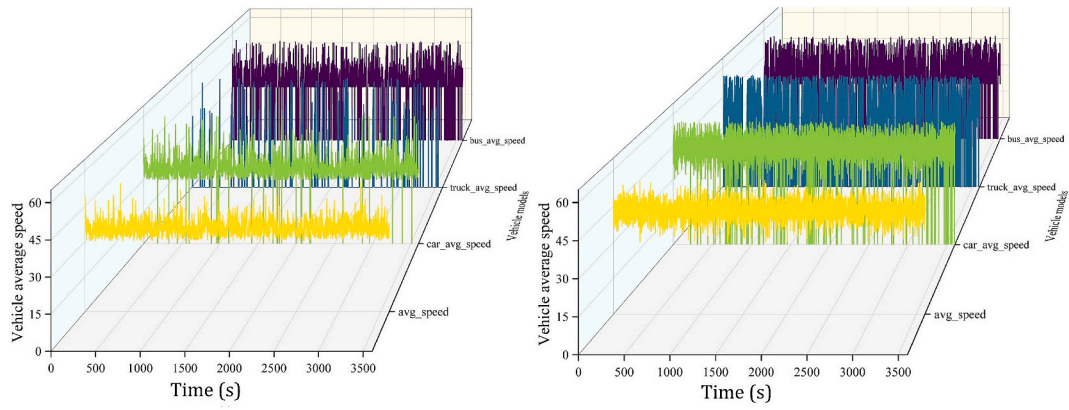 bus_avg_speed
truck_avg_speed
Vehicle models
car_avg_speed
avg_speed
Vehicle average speed
60
45
30
15
0
0 500 1000 1500 2000 2500 3000 3500
Time (s)
bus_avg_speed
truck_avg_speed
Vehicle models
car_avg_speed
avg_speed
Vehicle average speed
60
45
30
15
0
0 500 1000 1500 2000 2500 3000 3500
Time (s)